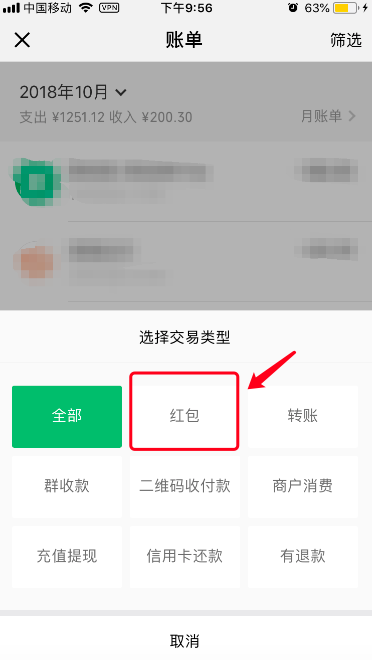 中国移动 VPN 下午9:56 63%
账单 筛选
2018年10月
支出 ¥1251.12 收入 ¥200.30 月账单
选择交易类型
全部 红包 转账
群收款 二维码收付款 商户消费
充值提现 信用卡还款 有退款
取消